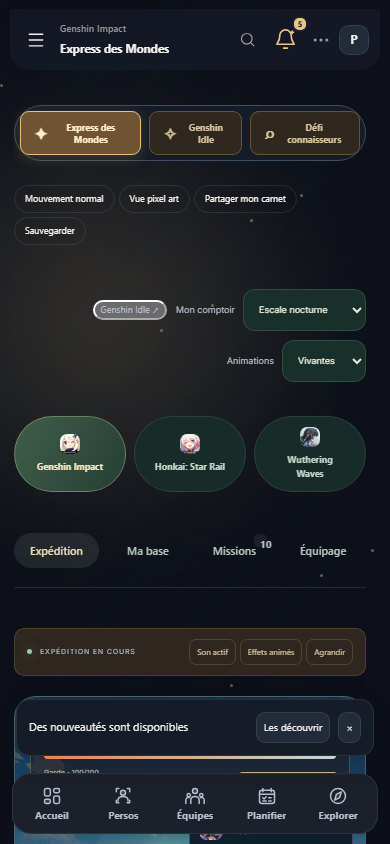 Genshin Impact
Express des Mondes
5
P
Express des
Mondes
Genshin
Idle
Défi
connaisseurs
Mouvement normal
Vue pixel art
Partager mon carnet
Sauvegarder
Genshin Idle ↗
Mon comptoir
Escale nocturne
Animations
Vivantes
Genshin Impact
Honkai: Star Rail
Wuthering
Waves
Expédition
Ma base
Missions 10
Équipage
EXPÉDITION EN COURS
Son actif
Effets animés
Agrandir
Des nouveautés sont disponibles
Les découvrir
×
Garde · 100/100
Accueil
Persos
Équipes
Planifier
Explorer